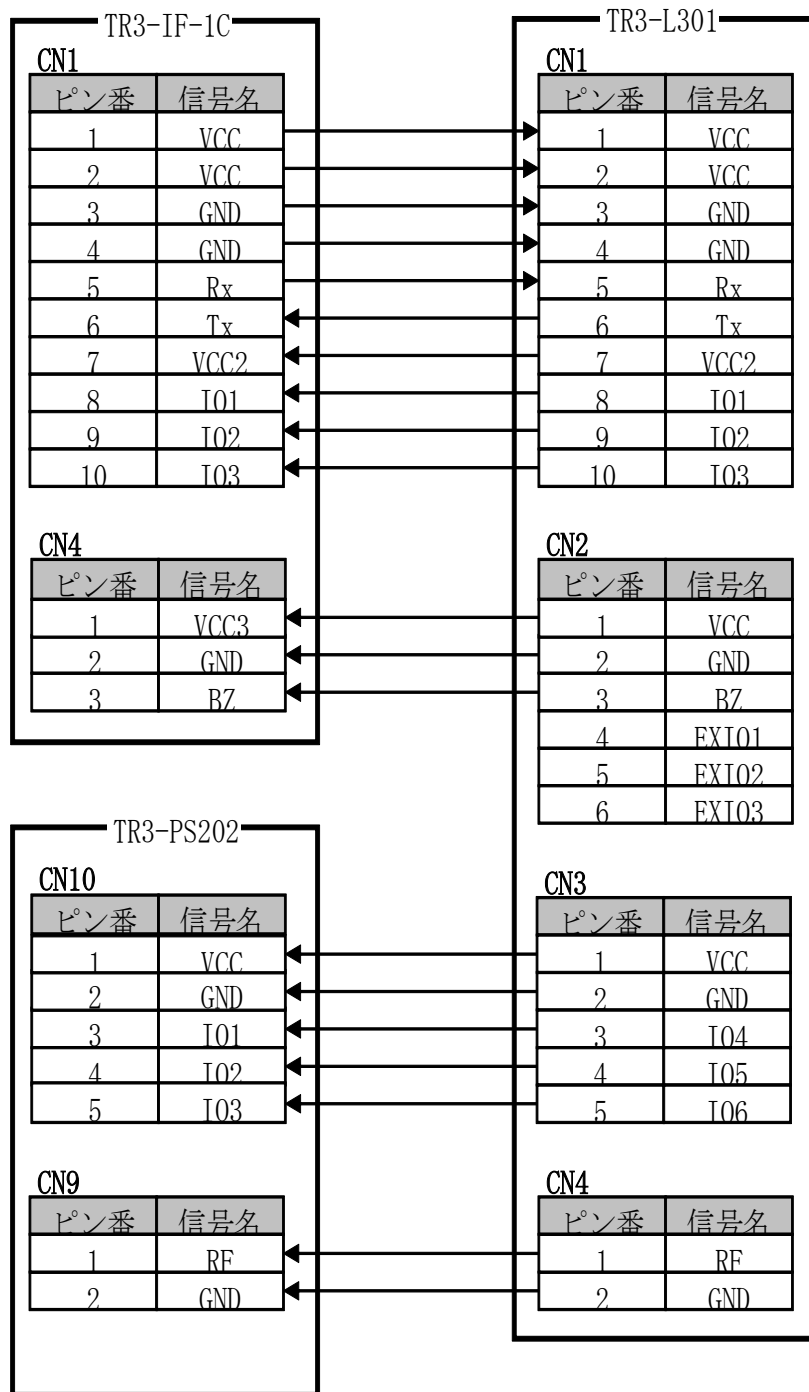 TR3-IF-1C
CN1
ピン番 信号名
1 VCC
2 VCC
3 GND
4 GND
5 Rx
6 Tx
7 VCC2
8 IO1
9 IO2
10 IO3
CN4
ピン番 信号名
1 VCC3
2 GND
3 BZ
TR3-PS202
CN10
ピン番 信号名
1 VCC
2 GND
3 IO1
4 IO2
5 IO3
CN9
ピン番 信号名
1 RF
2 GND
TR3-L301
CN1
ピン番 信号名
1 VCC
2 VCC
3 GND
4 GND
5 Rx
6 Tx
7 VCC2
8 IO1
9 IO2
10 IO3
CN2
ピン番 信号名
1 VCC
2 GND
3 BZ
4 EXIO1
5 EXIO2
6 EXIO3
CN3
ピン番 信号名
1 VCC
2 GND
3 IO4
4 IO5
5 IO6
CN4
ピン番 信号名
1 RF
2 GND